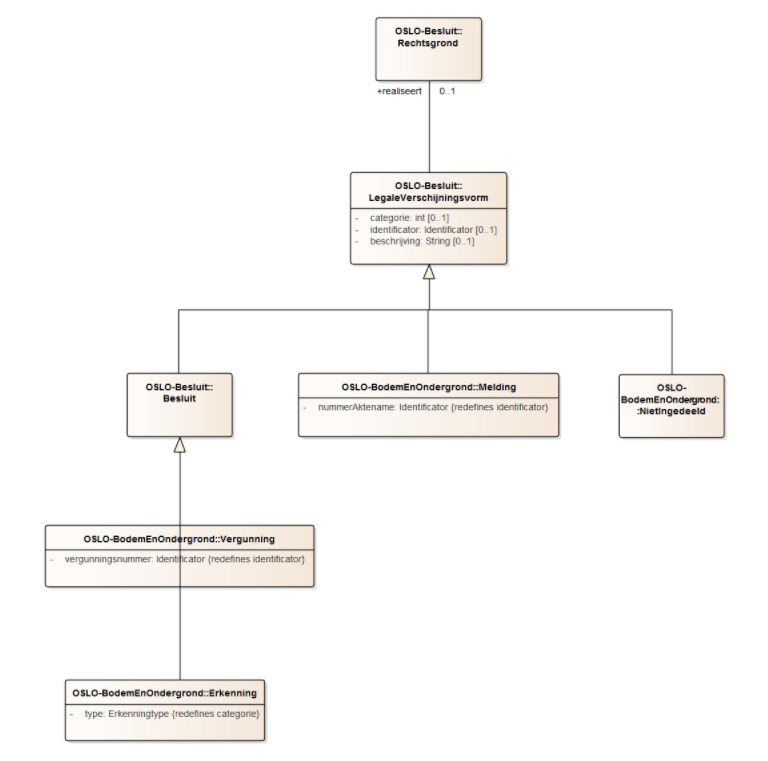 OSLO-Besluit::
Rechtsgrond
+realiseert 0..1
OSLO-Besluit::
LegaleVerschijningsvorm
- categorie: int [0..1]
- identificator: Identificator [0..1]
- beschrijving: String [0..1]
OSLO-Besluit::
Besluit
OSLO-BodemEnOndergrond::Melding
- nummerAktename: Identificator {redefines identificator}
OSLO-
BodemEnOndergrond:
:NietIngedeeld
OSLO-BodemEnOndergrond::Vergunning
- vergunningsnummer: Identificator {redefines identificator}
OSLO-BodemEnOndergrond::Erkenning
- type: Erkenningtype {redefines categorie}